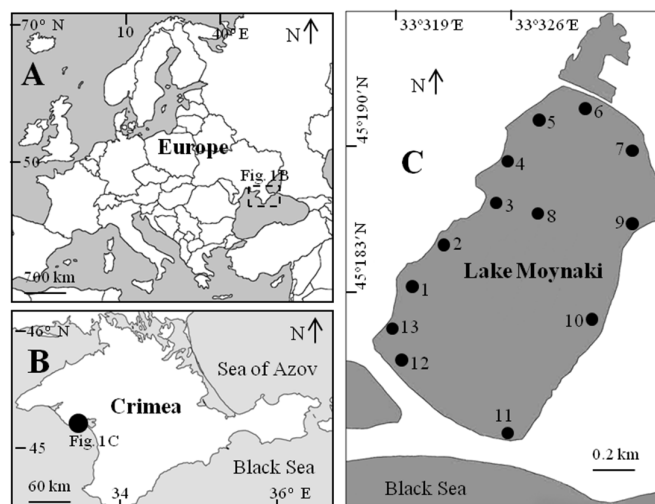 70° N
10
40° E
N
A
Europe
50
Fig. 1B
700 km
46° N
N
B
Sea of Azov
Crimea
Fig. 1C
45
Black Sea
60 km
34
36° E
33°319′E
33°326′E
N
45°190′N
6
5
7
C
4
3
8
9
2
Lake Moynaki
45°183′N
1
10
13
12
11
0.2 km
Black Sea